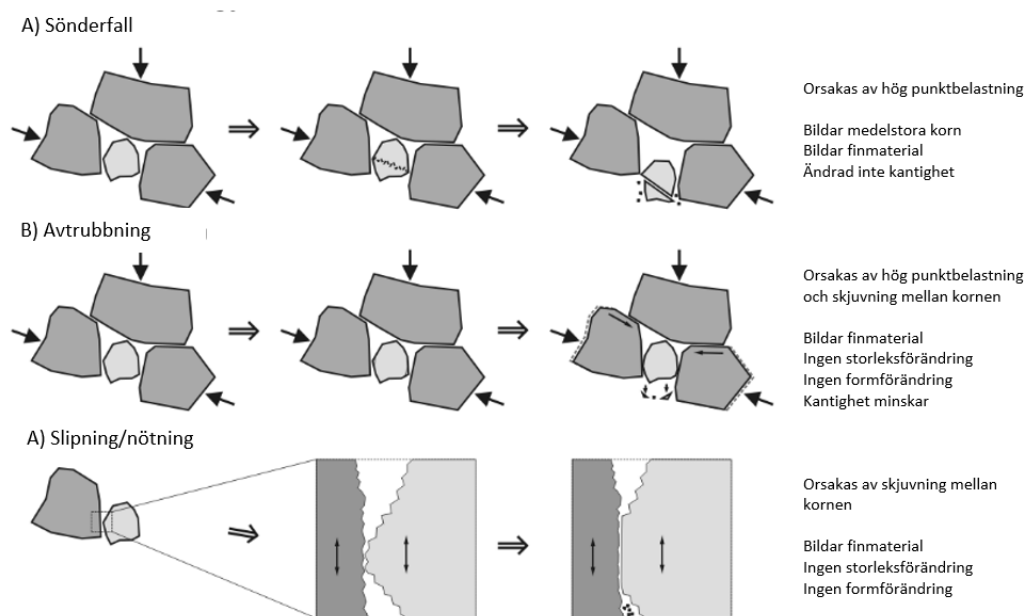 A) Sönderfall
Orsakas av hög punktbelastning
Bildar medelstora korn
Bildar finmaterial
Ändrad inte kantighet
B) Avtrubbning
Orsakas av hög punktbelastning
och skjuvning mellan kornen
Bildar finmaterial
Ingen storleksförändring
Ingen formförändring
Kantighet minskar
A) Slipning/nötning
Orsakas av skjuvning mellan
kornen
Bildar finmaterial
Ingen storleksförändring
Ingen formförändring